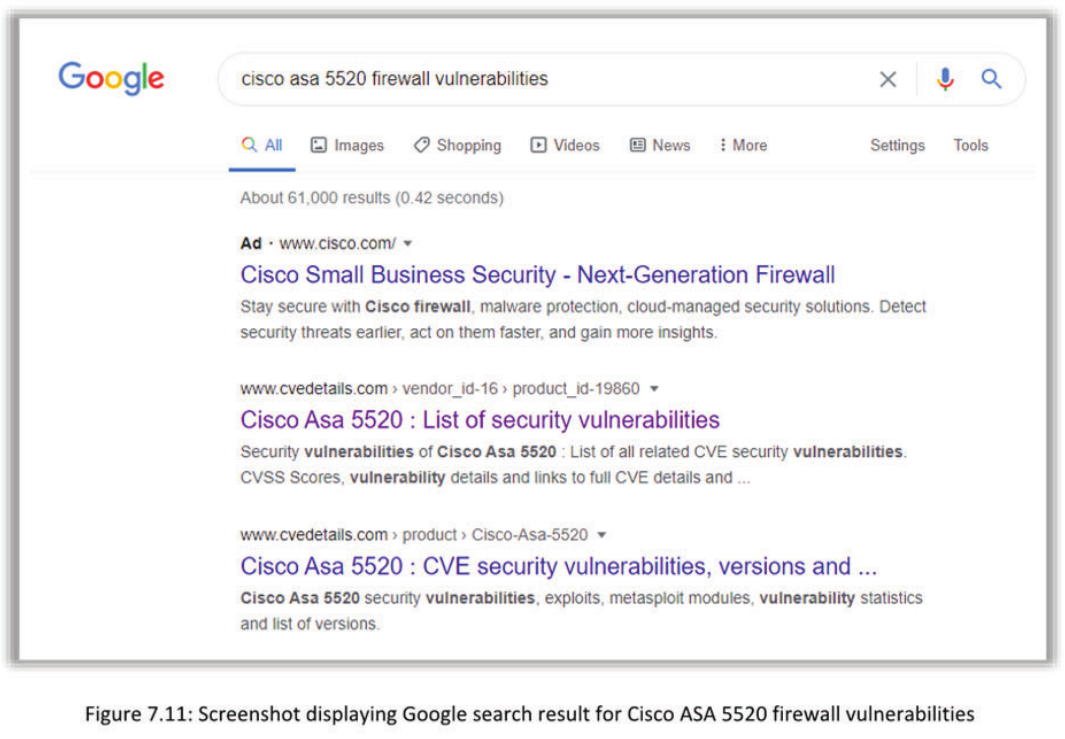 Google
cisco asa 5520 firewall vulnerabilities
All Images Shopping Videos News More Settings Tools
About 61,000 results (0.42 seconds)
Ad · www.cisco.com/
Cisco Small Business Security - Next-Generation Firewall
Stay secure with Cisco firewall, malware protection, cloud-managed security solutions. Detect
security threats earlier, act on them faster, and gain more insights.
www.cvedetails.com › vendor_id-16 › product_id-19860
Cisco Asa 5520 : List of security vulnerabilities
Security vulnerabilities of Cisco Asa 5520 : List of all related CVE security vulnerabilities.
CVSS Scores, vulnerability details and links to full CVE details and ...
www.cvedetails.com › product › Cisco-Asa-5520
Cisco Asa 5520 : CVE security vulnerabilities, versions and ...
Cisco Asa 5520 security vulnerabilities, exploits, metasploit modules, vulnerability statistics
and list of versions.
Figure 7.11: Screenshot displaying Google search result for Cisco ASA 5520 firewall vulnerabilities